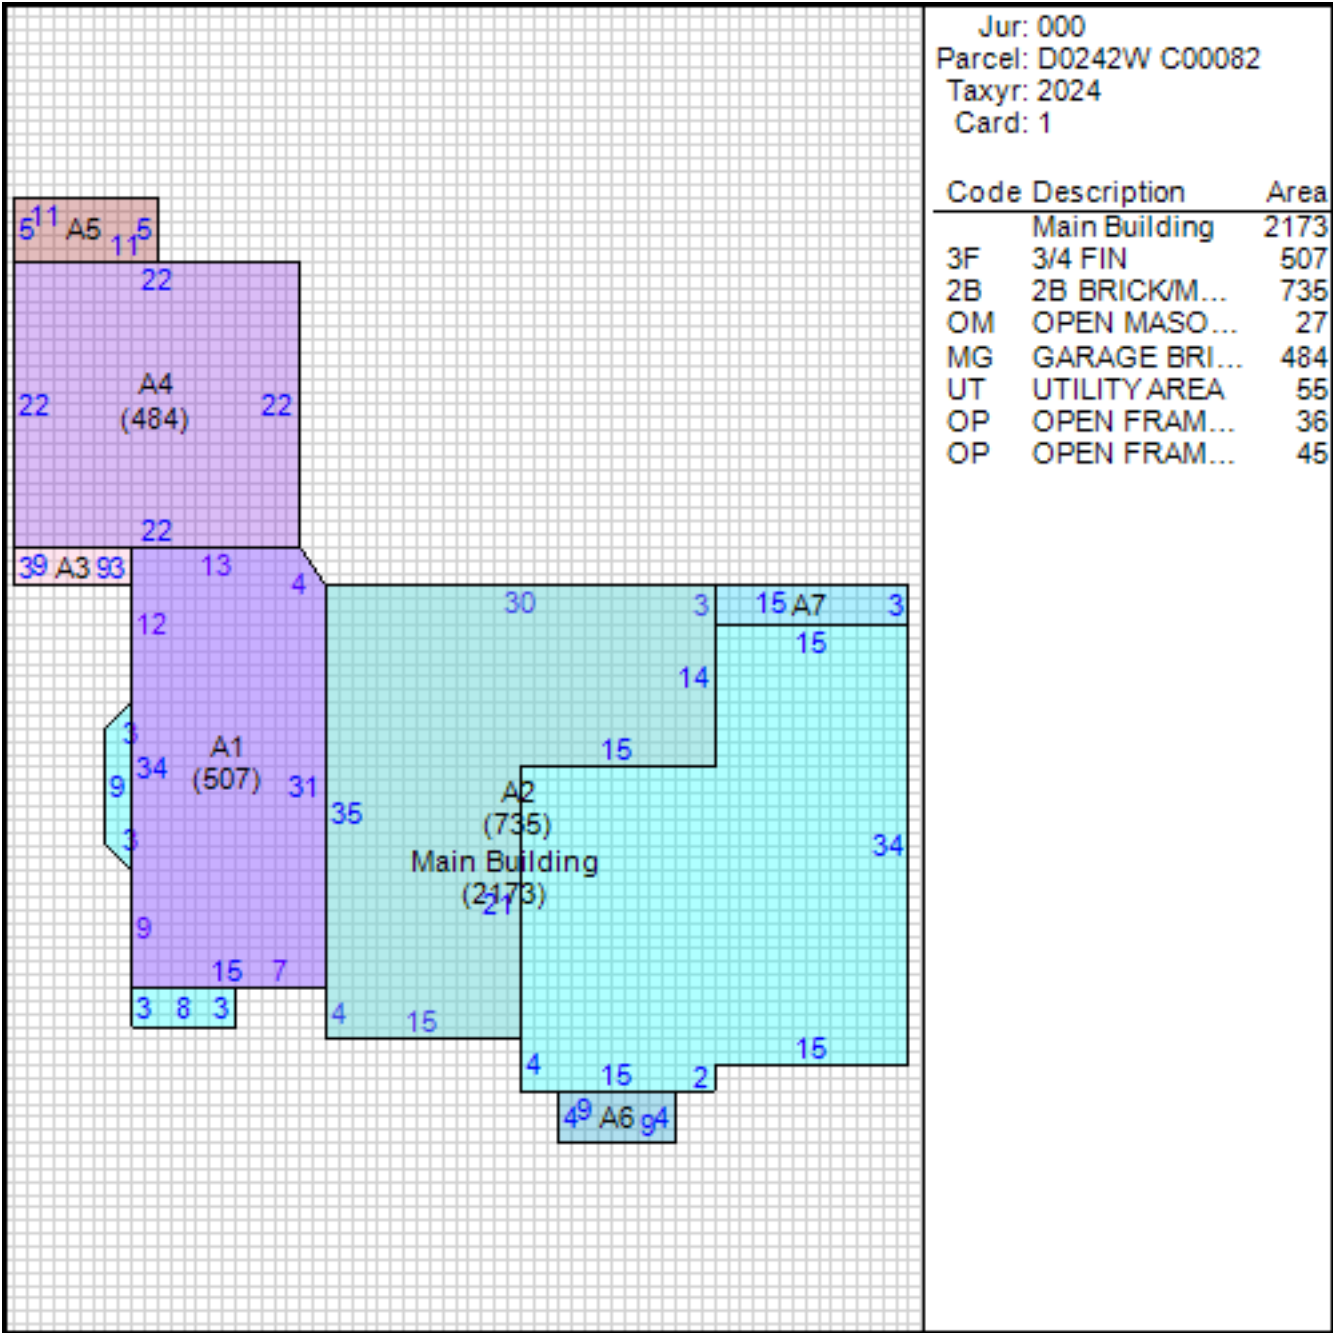 Jur: 000
Parcel: D0242W C00082
Taxyr: 2024
Card: 1
Code Description Area
Main Building 2173
3F 3/4 FIN 507
2B 2B BRICK/M... 735
OM OPEN MASO... 27
MG GARAGE BRI... 484
UT UTILITY AREA 55
OP OPEN FRAM... 36
OP OPEN FRAM... 45
5 11 A5 11 5
22
A4
(484)
22 22
22
39 A3 93
13
4
12
30 3
15 A7 3
15
14
3
A1
(507)
34
9
31
3
15
A2
(735)
35
34
Main Building
(2173)
21
9
15 7
3 8 3
4 15
4 15 2
15
49 A6 94